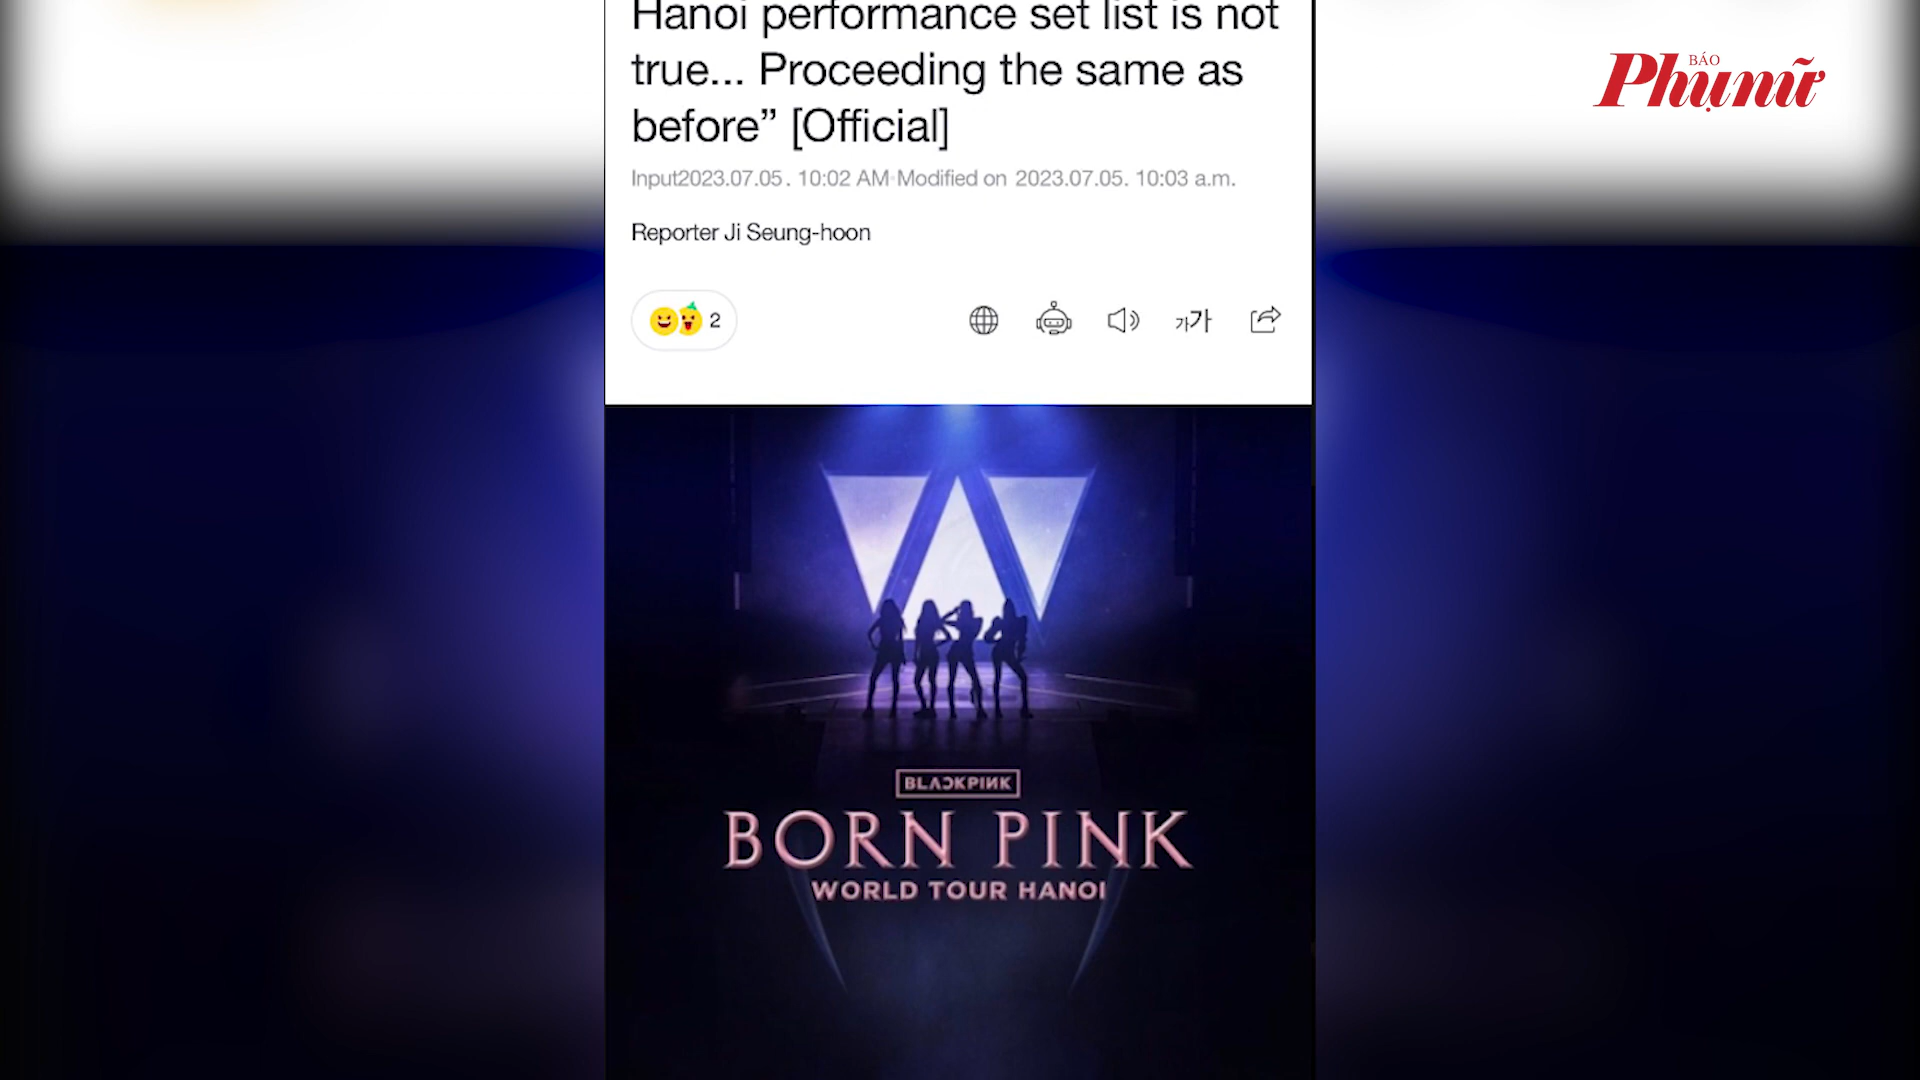 Hanoi performance set list is not
true... Proceeding the same as
before” [Official]
Input2023.07.05. 10:02 AM·Modified on 2023.07.05. 10:03 a.m.
Reporter Ji Seung-hoon
2
가가
BÁO
Phụ nữ
BLACKPINK
BORN PINK
WORLD TOUR HANOI